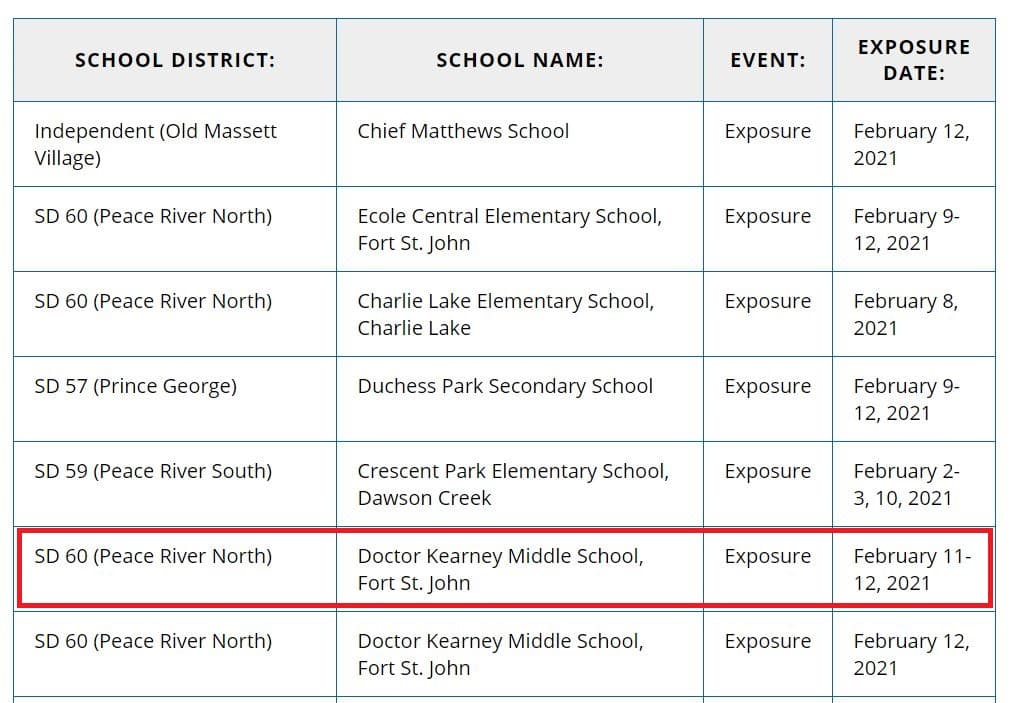 SCHOOL DISTRICT: SCHOOL NAME: EVENT: EXPOSURE
DATE:
Independent (Old Massett Chief Matthews School Exposure February 12,
Village) 2021
SD 60 (Peace River North) Ecole Central Elementary School, Exposure February 9-
Fort St. John 12, 2021
SD 60 (Peace River North) Charlie Lake Elementary School, Exposure February 8,
Charlie Lake 2021
SD 57 (Prince George) Duchess Park Secondary School Exposure February 9-
12, 2021
SD 59 (Peace River South) Crescent Park Elementary School, Exposure February 2-
Dawson Creek 3, 10, 2021
SD 60 (Peace River North) Doctor Kearney Middle School, Exposure February 11-
Fort St. John 12, 2021
SD 60 (Peace River North) Doctor Kearney Middle School, Exposure February 12,
Fort St. John 2021